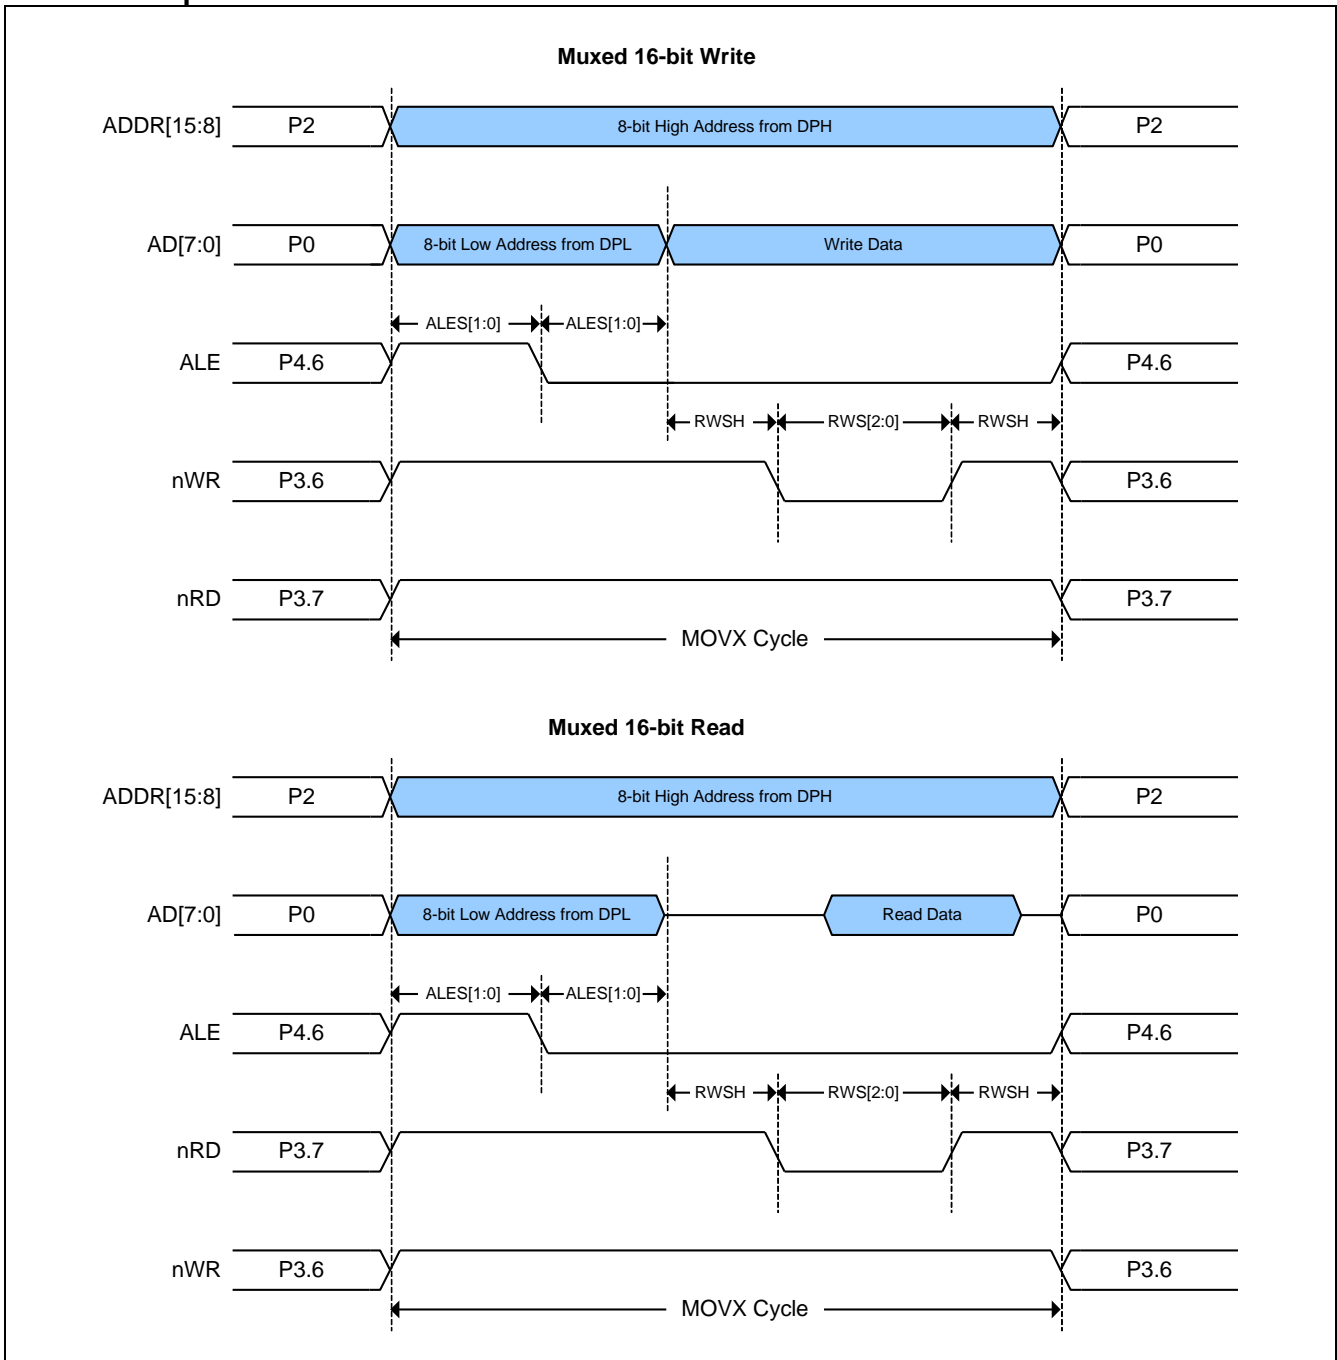 Muxed 16-bit Write
ADDR[15:8] P2 8-bit High Address from DPH P2
AD[7:0] P0 8-bit Low Address from DPL Write Data P0
ALES[1:0] ALES[1:0]
ALE P4.6 P4.6
RWSH RWS[2:0] RWSH
nWR P3.6 P3.6
nRD P3.7 P3.7
MOVX Cycle
Muxed 16-bit Read
ADDR[15:8] P2 8-bit High Address from DPH P2
AD[7:0] P0 8-bit Low Address from DPL Read Data P0
ALES[1:0] ALES[1:0]
ALE P4.6 P4.6
RWSH RWS[2:0] RWSH
nRD P3.7 P3.7
nWR P3.6 P3.6
MOVX Cycle